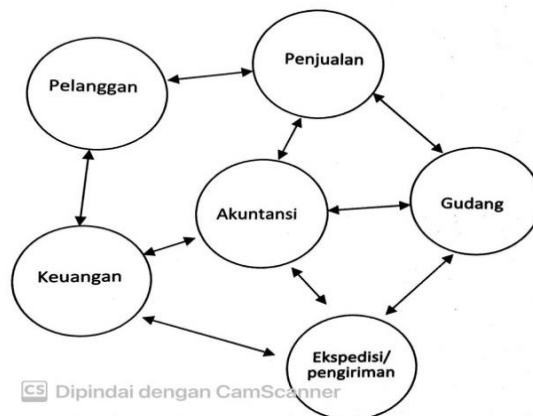 Penjualan
Pelanggan
Akuntansi
Gudang
Keuangan
Ekspedisi/
pengiriman
CS Dipindai dengan CamScanner